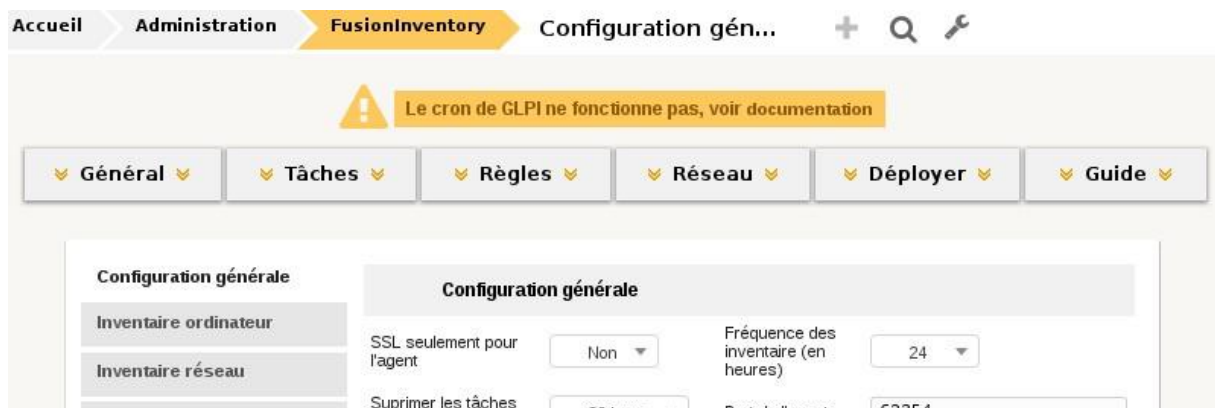 Accueil Administration FusionInventory Configuration gén...
Le cron de GLPI ne fonctionne pas, voir documentation
Général Tâches Règles Réseau Déployer Guide
Configuration générale
Inventaire ordinateur
Inventaire réseau
Configuration générale
SSL seulement pour
l'agent
Non
Fréquence des
inventaire (en
heures)
24
Suprimer les tâches